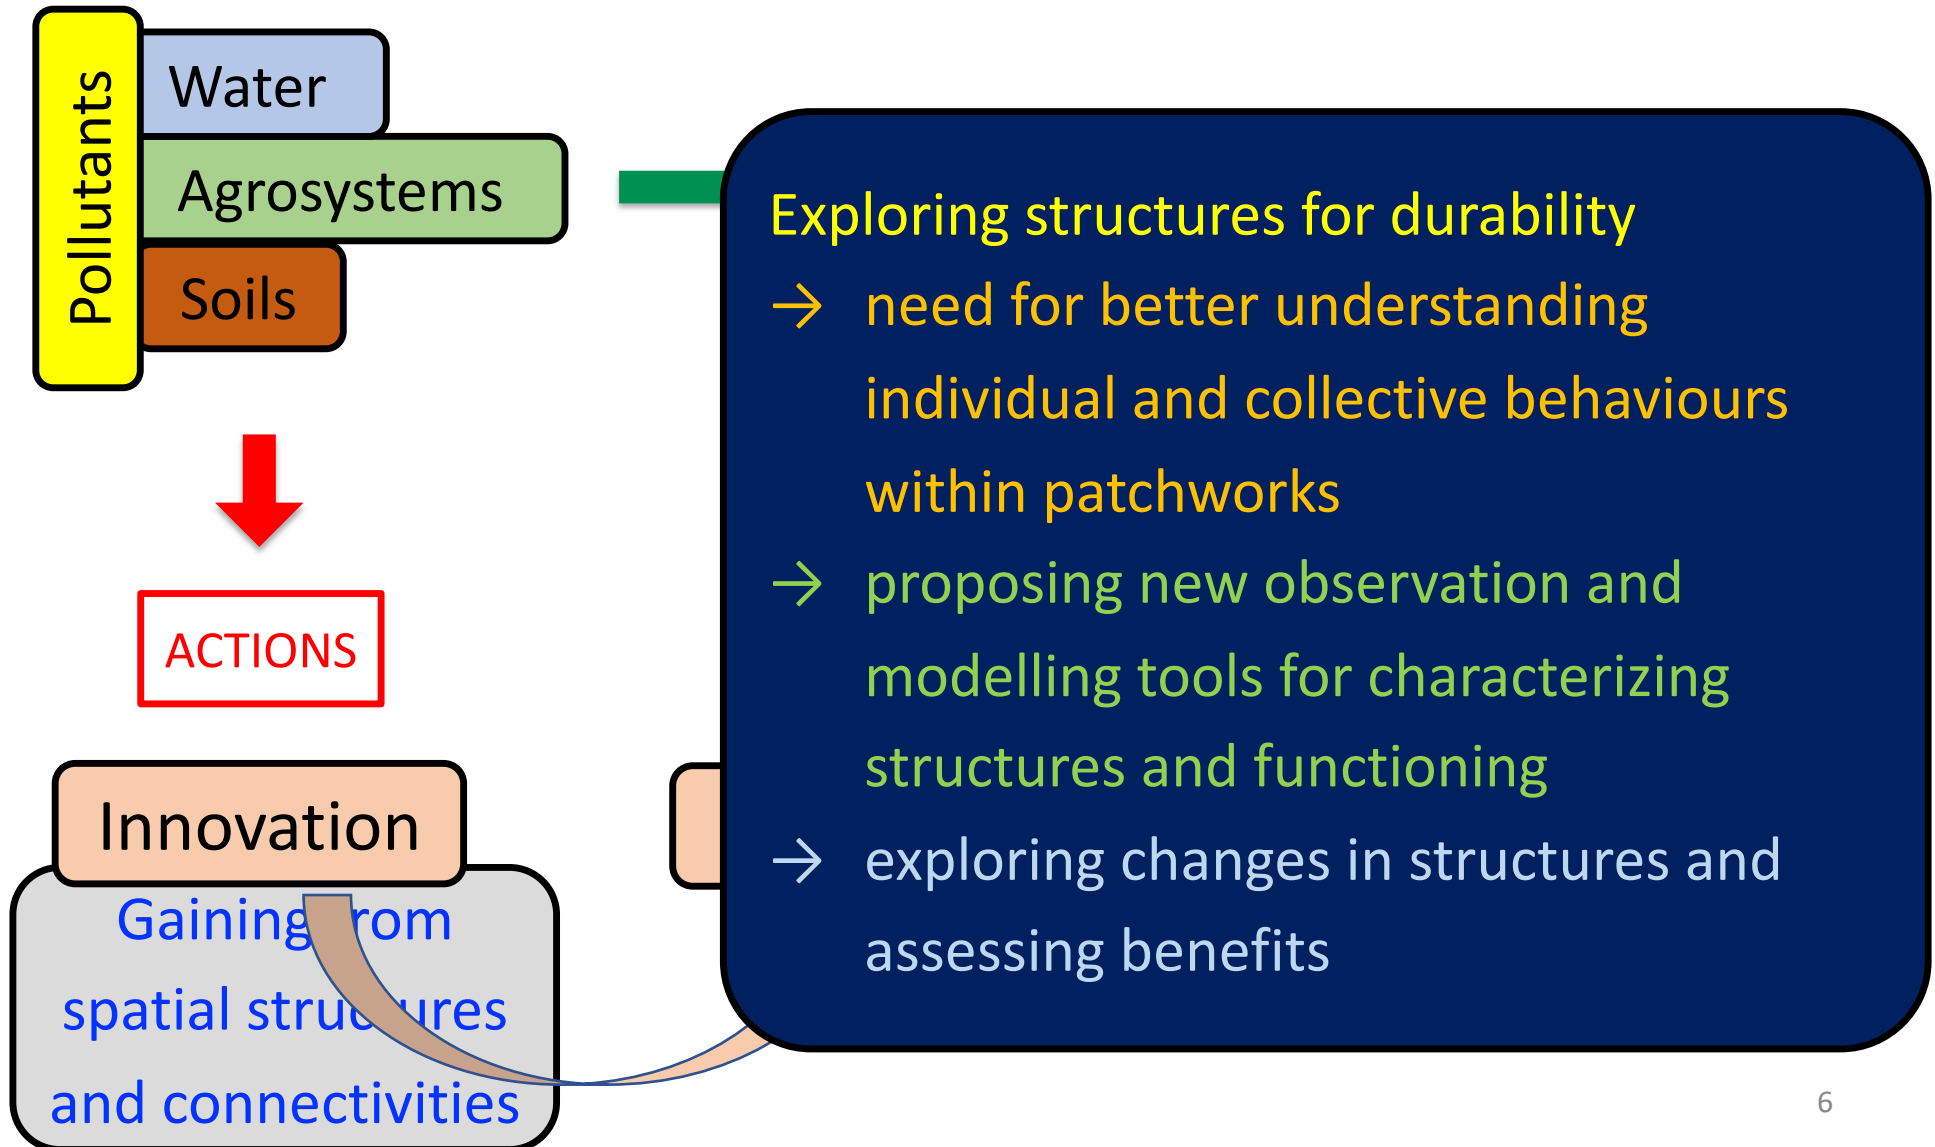 Pollutants
Water
Agrosystems
Soils
ACTIONS
Innovation
Gaining from
spatial structures
and connectivities
Exploring structures for durability
→ need for better understanding
individual and collective behaviours
within patchworks
→ proposing new observation and
modelling tools for characterizing
structures and functioning
→ exploring changes in structures and
assessing benefits
6